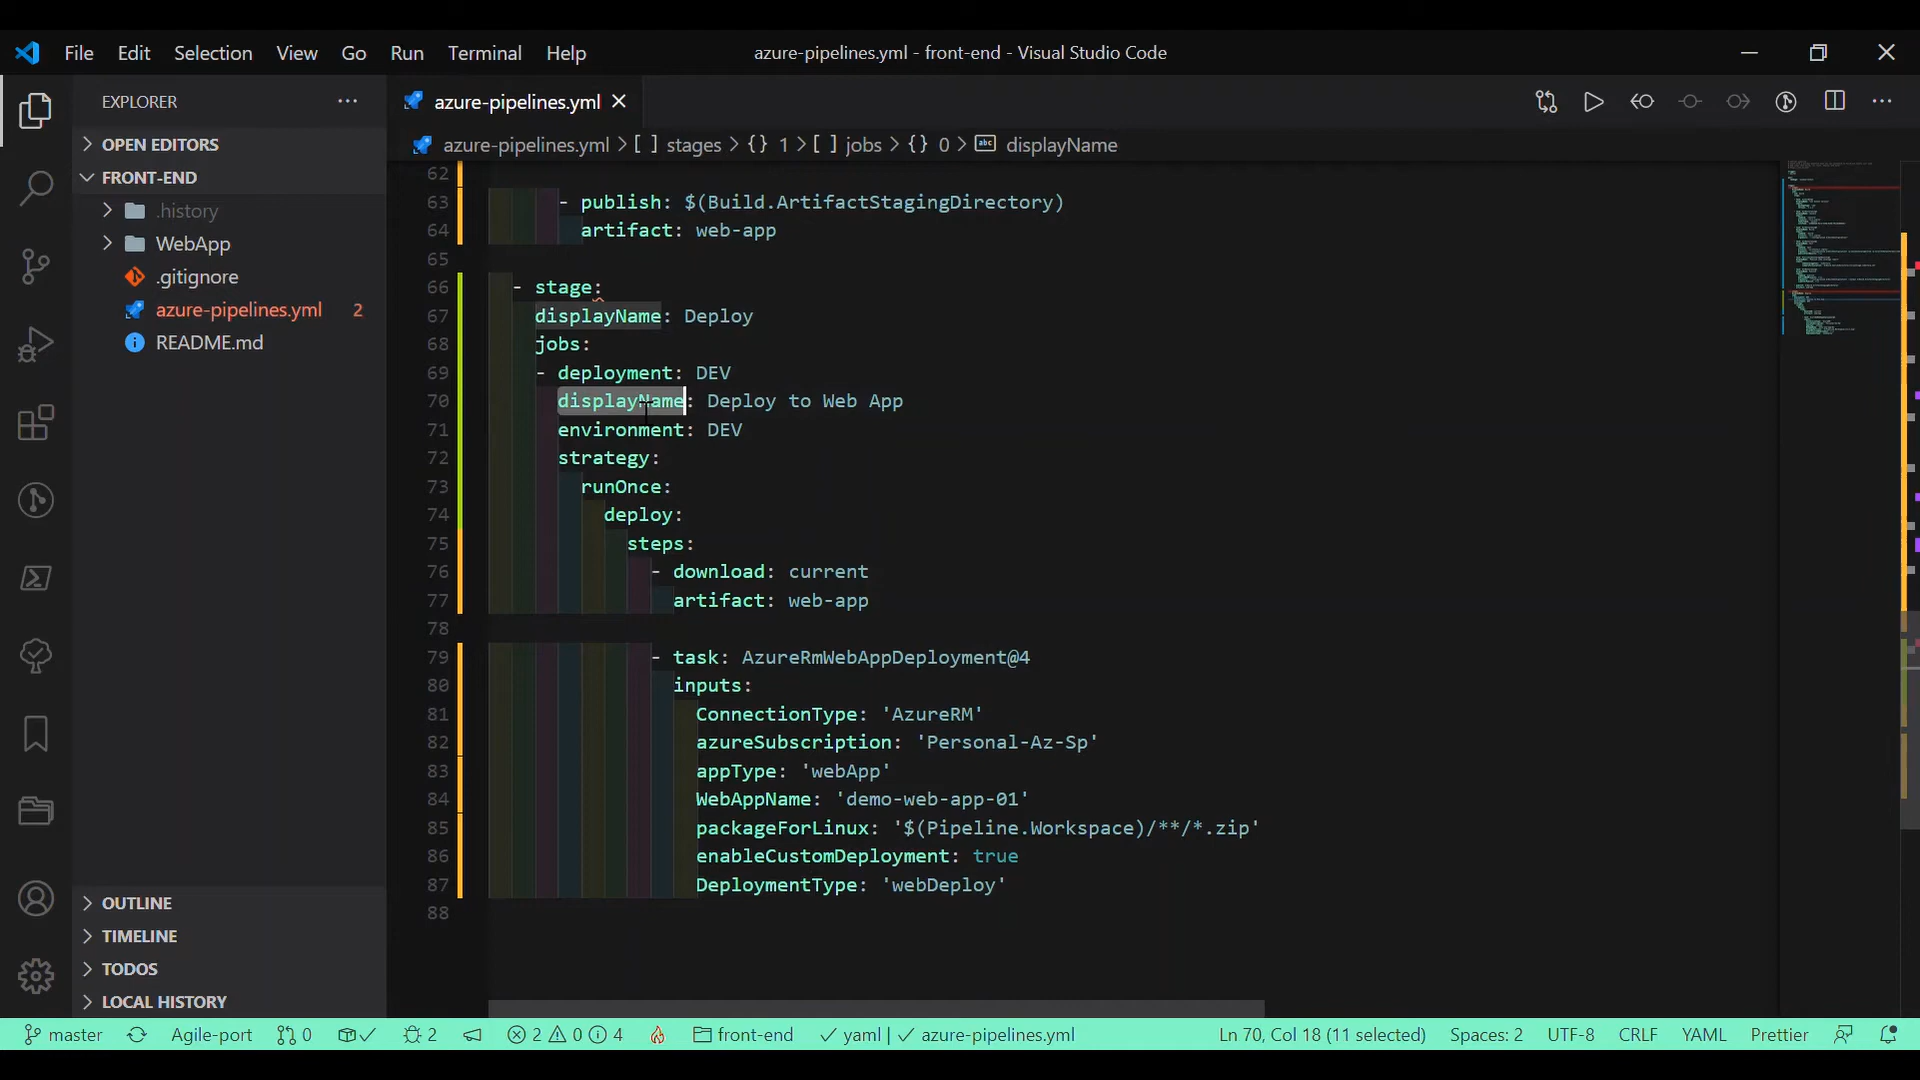 File Edit Selection View Go Run Terminal Help
azure-pipelines.yml - front-end - Visual Studio Code
EXPLORER
OPEN EDITORS
FRONT-END
.history
WebApp
.gitignore
azure-pipelines.yml 2
README.md
OUTLINE
TIMELINE
TODOS
LOCAL HISTORY
azure-pipelines.yml
azure-pipelines.yml > [ ] stages > {} 1 > [ ] jobs > {} 0 > abc displayName
62
63 - publish: $(Build.ArtifactStagingDirectory)
64 artifact: web-app
65
66 - stage:
67 displayName: Deploy
68 jobs:
69 - deployment: DEV
70 displayName: Deploy to Web App
71 environment: DEV
72 strategy:
73 runOnce:
74 deploy:
75 steps:
76 - download: current
77 artifact: web-app
78
79 - task: AzureRmWebAppDeployment@4
80 inputs:
81 ConnectionType: 'AzureRM'
82 azureSubscription: 'Personal-Az-Sp'
83 appType: 'webApp'
84 WebAppName: 'demo-web-app-01'
85 packageForLinux: '$(Pipeline.Workspace)/**/*.zip'
86 enableCustomDeployment: true
87 DeploymentType: 'webDeploy'
88
master Agile-port 0 2 2 0 4 front-end yaml | azure-pipelines.yml Ln 70, Col 18 (11 selected) Spaces: 2 UTF-8 CRLF YAML Prettier